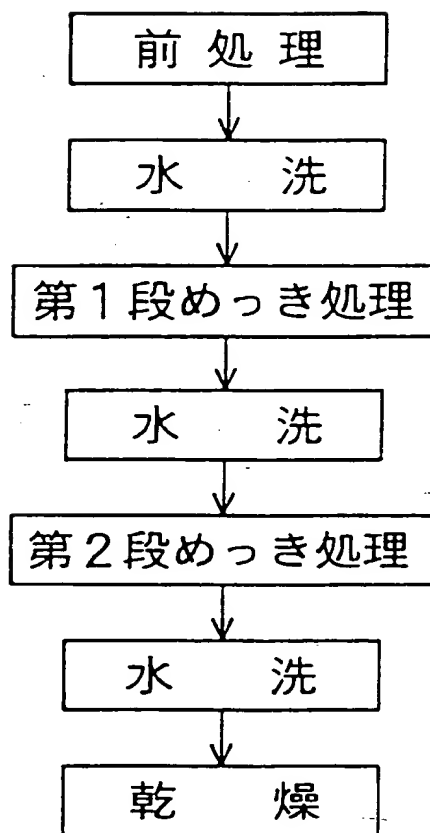 前処理
水洗
第1段めっき処理
水洗
第2段めっき処理
水洗
乾燥